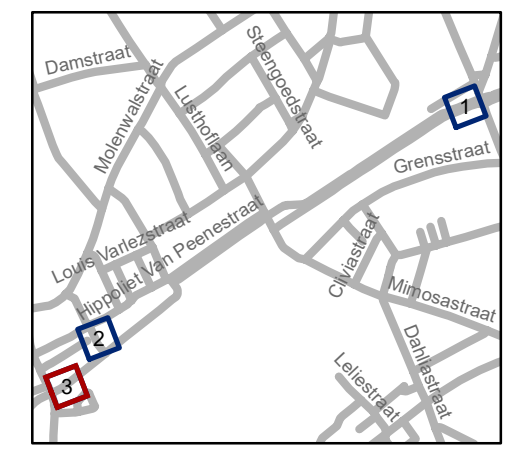 Damstraat
Molenwalstraat
Lusthoflaan
Steengoedstraat
1
Grensstraat
Louis Varlezstraat
Hippoliet Van Peenestraat
Cliviastraat
Mimosastraat
2
3
Leliestraat
Dahliastraat